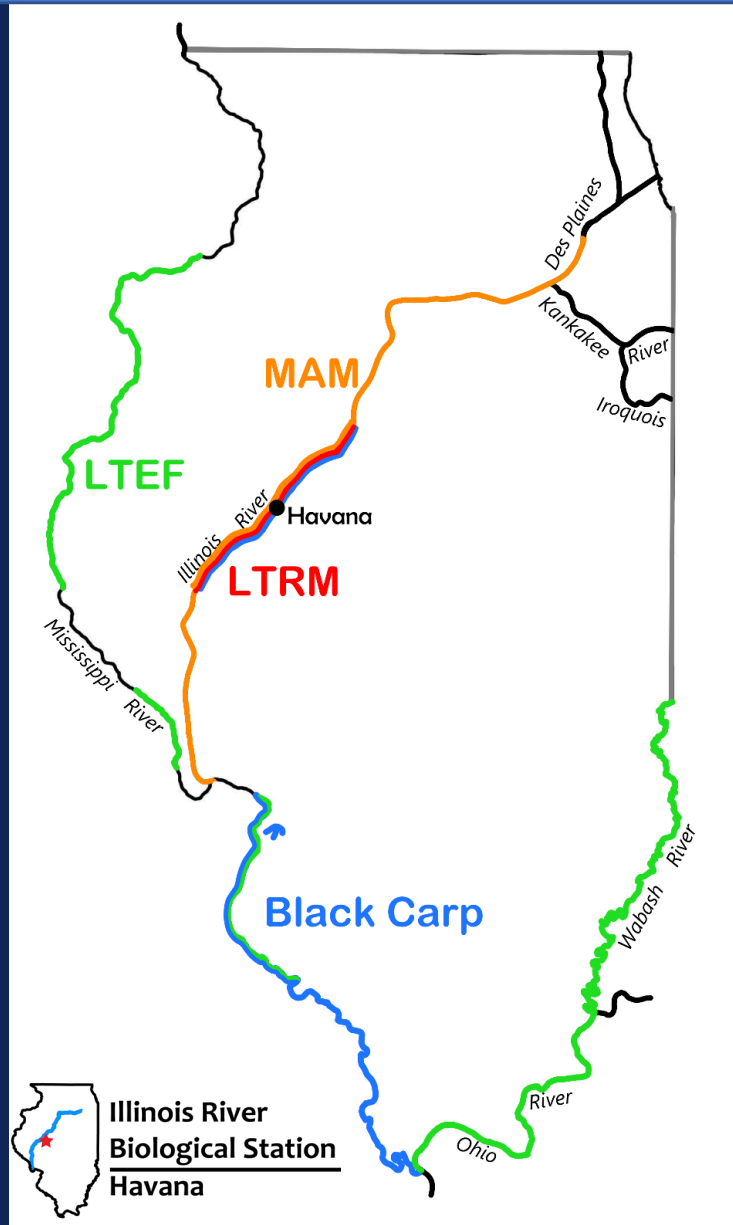 Des Plaines
Kankakee
River
Iroquois
MAM
LTEF
Illinois River
Havana
LTRM
Mississippi River
Black Carp
Wabash River
Ohio River
Illinois River
Biological Station
Havana